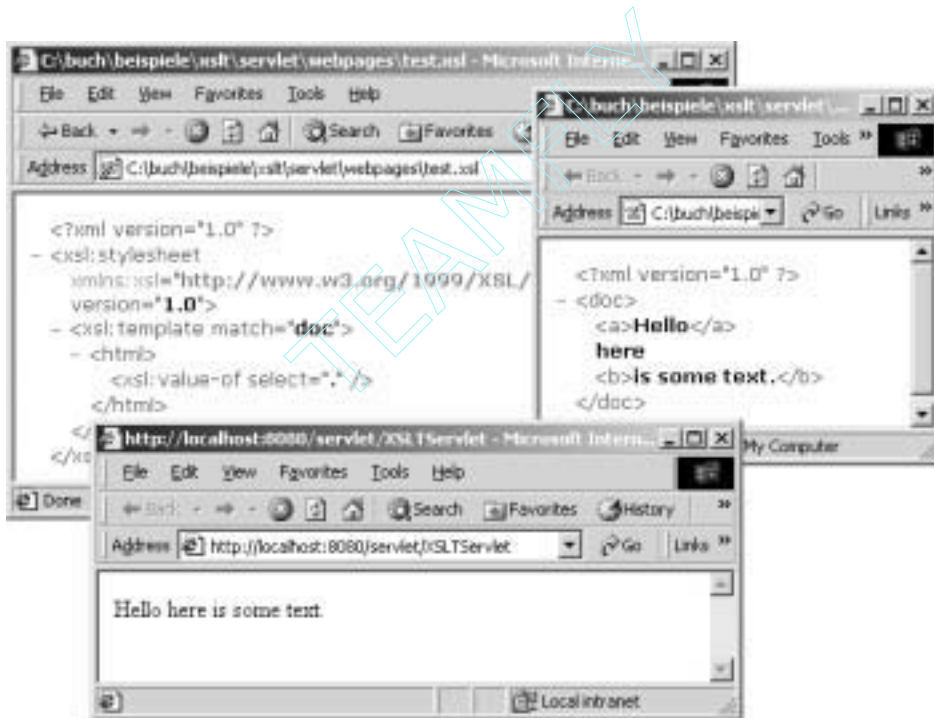 C:\buch\beispiele\xslt\servlet\webpages\test.xsl - Microsoft Interne...
File Edit View Favorites Tools Help
Back Search Favorites
Address C:\buch\beispiele\xslt\servlet\webpages\test.xsl
<?xml version="1.0" ?>
- <xsl:stylesheet
xmlns:xsl="http://www.w3.org/1999/XSL/
version="1.0">
- <xsl:template match="doc">
- <html>
<xsl:value-of select="." />
</html>
</
</xs
Done
C:\buch\beispiele\xslt\servlet\...
File Edit View Favorites Tools »
Back »
Address C:\buch\beispi Go Links »
<?xml version="1.0" ?>
- <doc>
<a>Hello</a>
here
<b>is some text.</b>
</doc>
My Computer
http://localhost:8080/servlet/XSLTServlet - Microsoft Intern...
File Edit View Favorites Tools Help
Back Search Favorites History »
Address http://localhost:8080/servlet/XSLTServlet Go Links »
Hello here is some text.
Local intranet
TEAMFLY